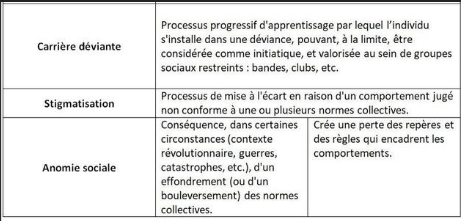 Carrière déviante
Processus progressif d'apprentissage par lequel l'individu
s'installe dans une déviance, pouvant, à la limite, être
considérée comme initiatique, et valorisée au sein de groupes
sociaux restreints : bandes, clubs, etc.
Stigmatisation
Processus de mise à l'écart en raison d'un comportement jugé
non conforme à une ou plusieurs normes collectives.
Anomie sociale
Conséquence, dans certaines
circonstances (contexte
révolutionnaire, guerres,
catastrophes, etc.), d'un
effondrement (ou d'un
bouleversement) des normes
collectives.
Crée une perte des repères et
des règles qui encadrent les
comportements.